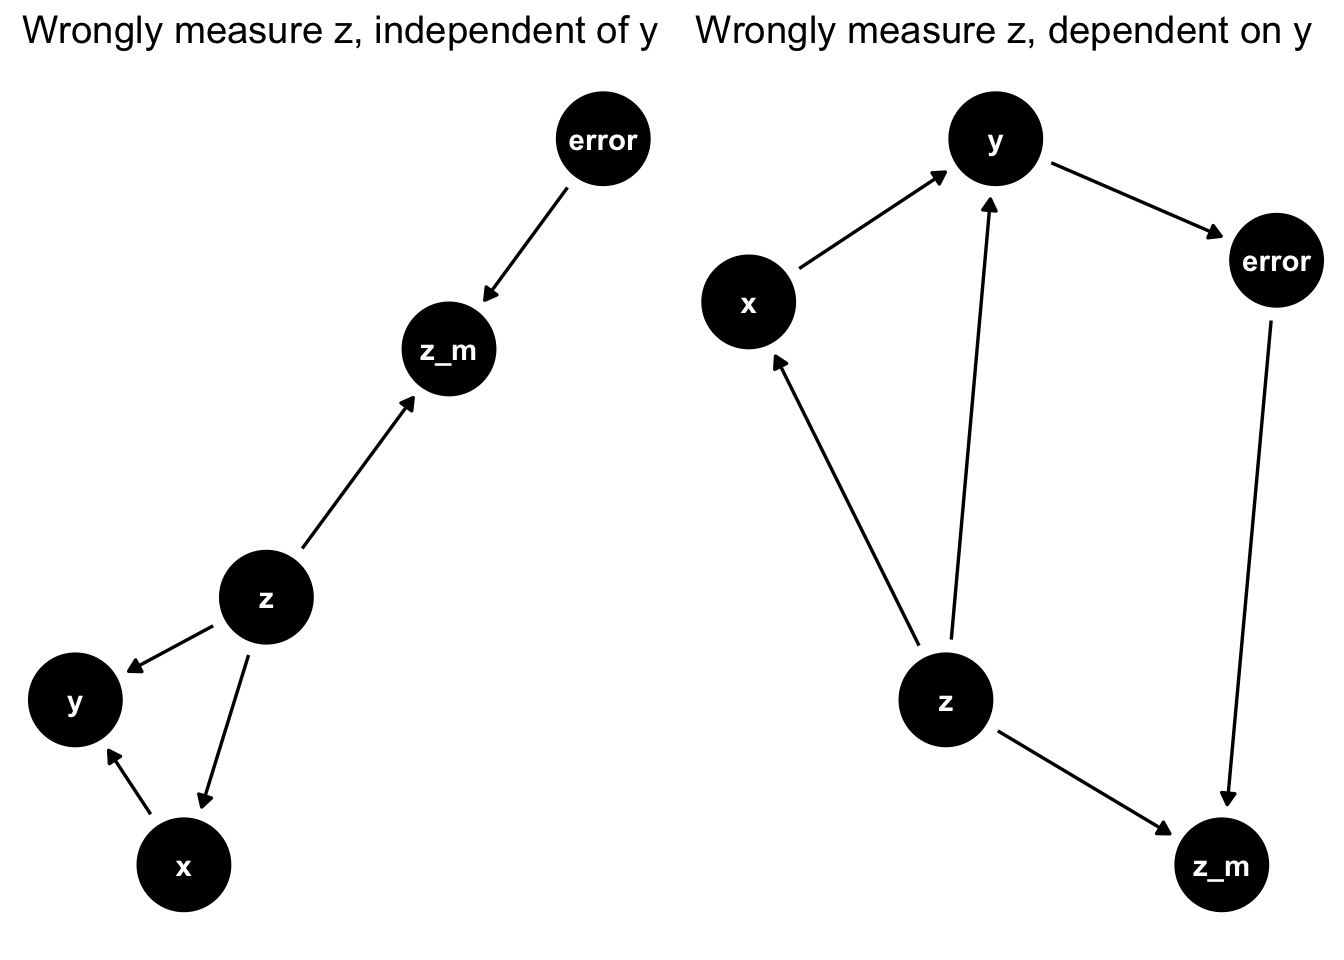 Wrongly measure z, independent of y
error
z_m
z
y
x
Wrongly measure z, dependent on y
y
error
x
z
z_m